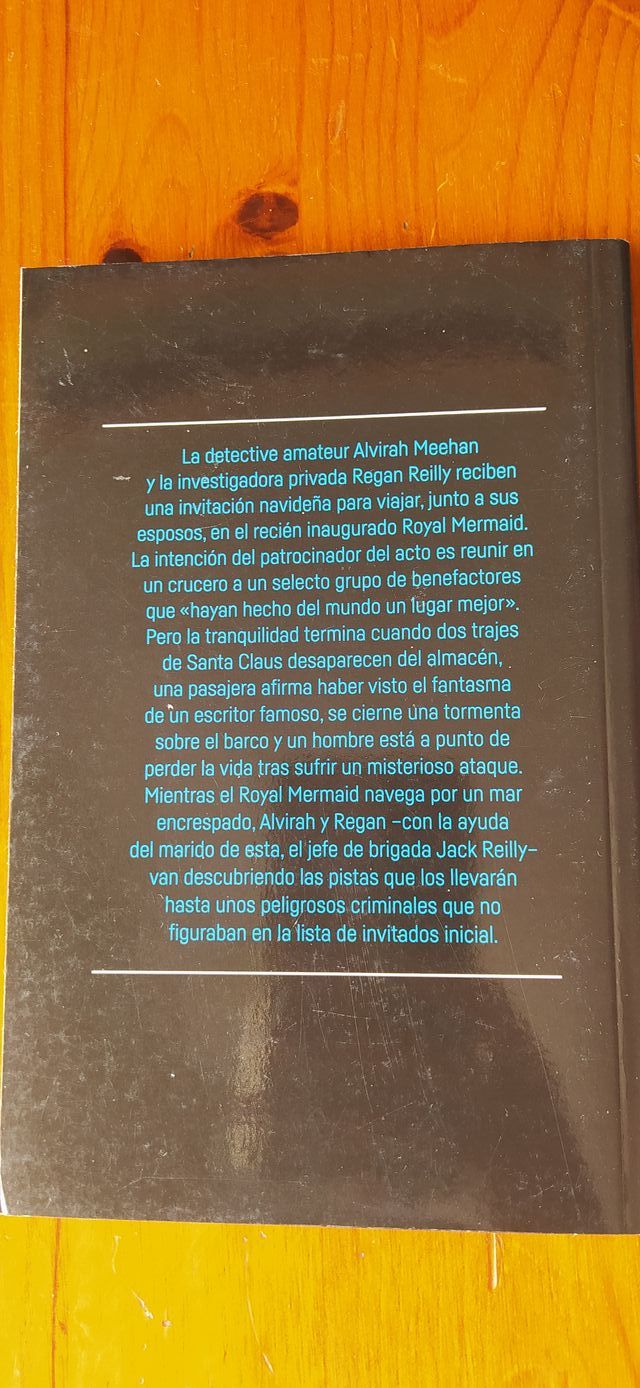 La detective amateur Alvirah Meehan
y la investigadora privada Regan Reilly reciben
una invitación navideña para viajar, junto a sus
esposos, en el recién inaugurado Royal Mermaid.
La intención del patrocinador del acto es reunir en
un crucero a un selecto grupo de benefactores
que «hayan hecho del mundo un lugar mejor».
Pero la tranquilidad termina cuando dos trajes
de Santa Claus desaparecen del almacén,
una pasajera afirma haber visto el fantasma
de un escritor famoso, se cierne una tormenta
sobre el barco y un hombre está a punto de
perder la vida tras sufrir un misterioso ataque.
Mientras el Royal Mermaid navega por un mar
encrespado, Alvirah y Regan –con la ayuda
del marido de esta, el jefe de brigada Jack Reilly–
van descubriendo las pistas que los llevarán
hasta unos peligrosos criminales que no
figuraban en la lista de invitados inicial.